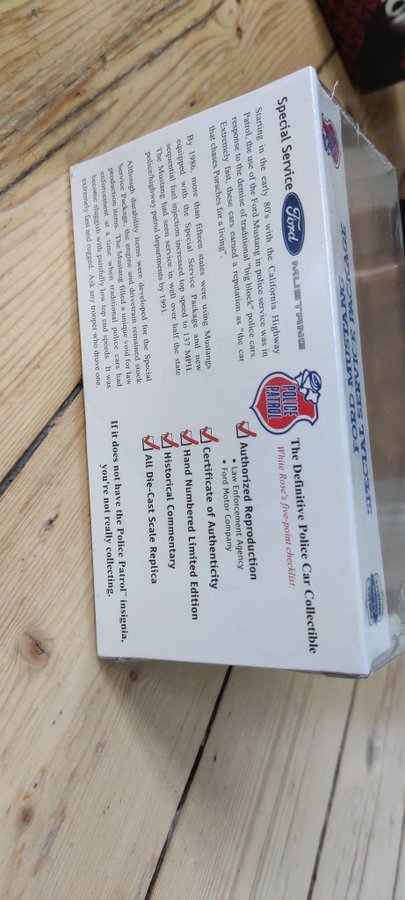 Special Service Ford MUSTANG
Starting in the early 80's with the California Highway
Patrol, the use of the Ford Mustang in police service was in
response to the demise of traditional "big block" police cars.
Extremely fast, these cars earned a reputation as "the car
that chases Porsches for a living".
By 1986, more than fifteen states were using Mustangs
equipped with the Special Service Package and new
sequential fuel injection increased top speed to 137 MPH.
The Mustang had seen service in well over half the state
police/highway patrol departments by 1991.
Although durability items were developed for the Special
Service Package, the engine and drivetrain remained stock
production items. The Mustang filled a unique void for law
enforcement at a time when traditional police cars had
become sluggish with painfully low top end speeds. It was
extremely fast and rugged. Ask any trooper who drove one.
POLICE
PATROL
The Definitive Police Car Collectible
White Rose's five-point checklist:
Authorized Reproduction
• Law Enforcement Agency
• Ford Motor Company
Certificate of Authenticity
Hand Numbered Limited Edition
Historical Commentary
All Die-Cast Scale Replica
If it does not have the Police Patrol™ insignia,
you're not really collecting.
FORD MUSTANG
SPECIAL SERVICE PACKAGE